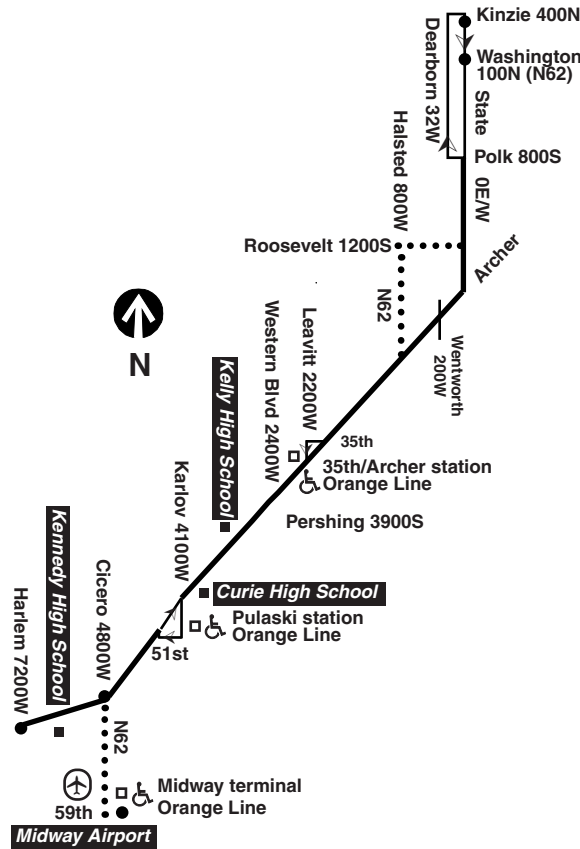 Kinzie 400N
Washington
100N (N62)
Dearborn 32W
State
Polk 800S
0E/W
Halsted 800W
Roosevelt 1200S
Archer
N62
Wentworth
200W
N
Leavitt 2200W
Western Blvd 2400W
35th
35th/Archer station
Orange Line
Kelly High School
Pershing 3900S
Karlov 4100W
Curie High School
Pulaski station
Orange Line
51st
Kennedy High School
Cicero 4800W
Harlem 7200W
N62
Midway terminal
Orange Line
59th
Midway Airport